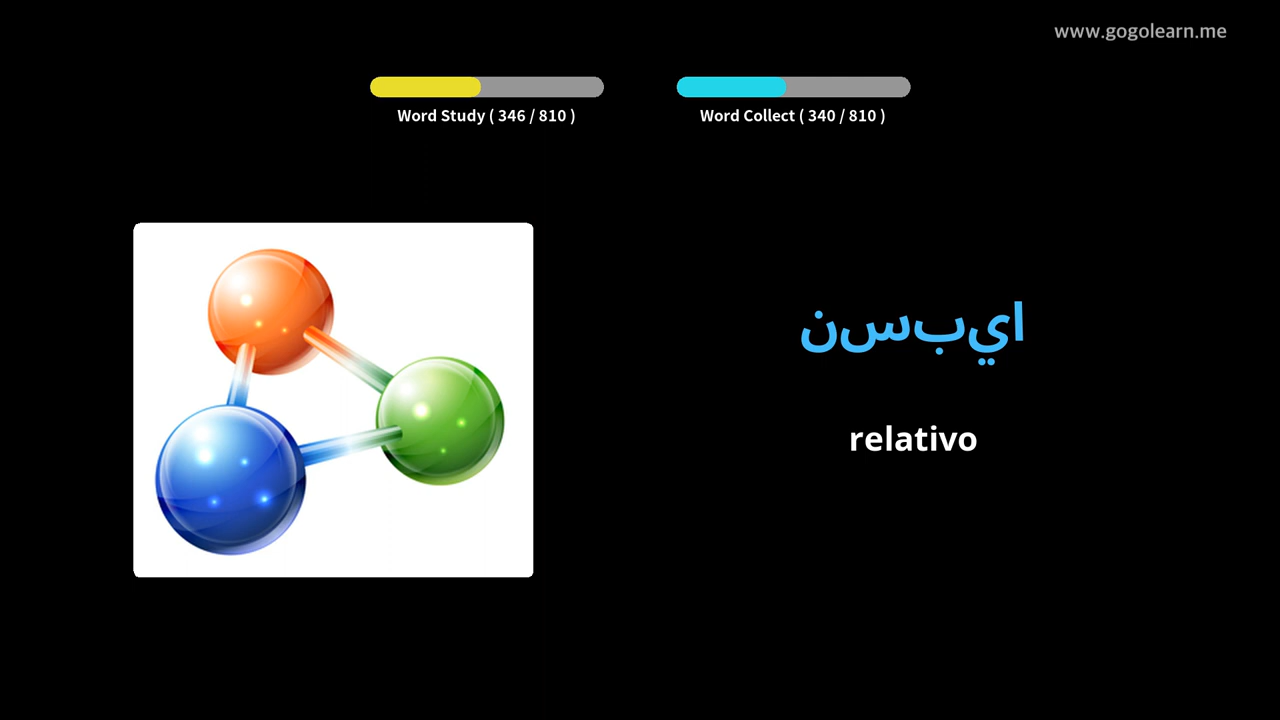 www.gogolearn.me
Word Study ( 346 / 810 )
Word Collect ( 340 / 810 )
نسبيا
relativo